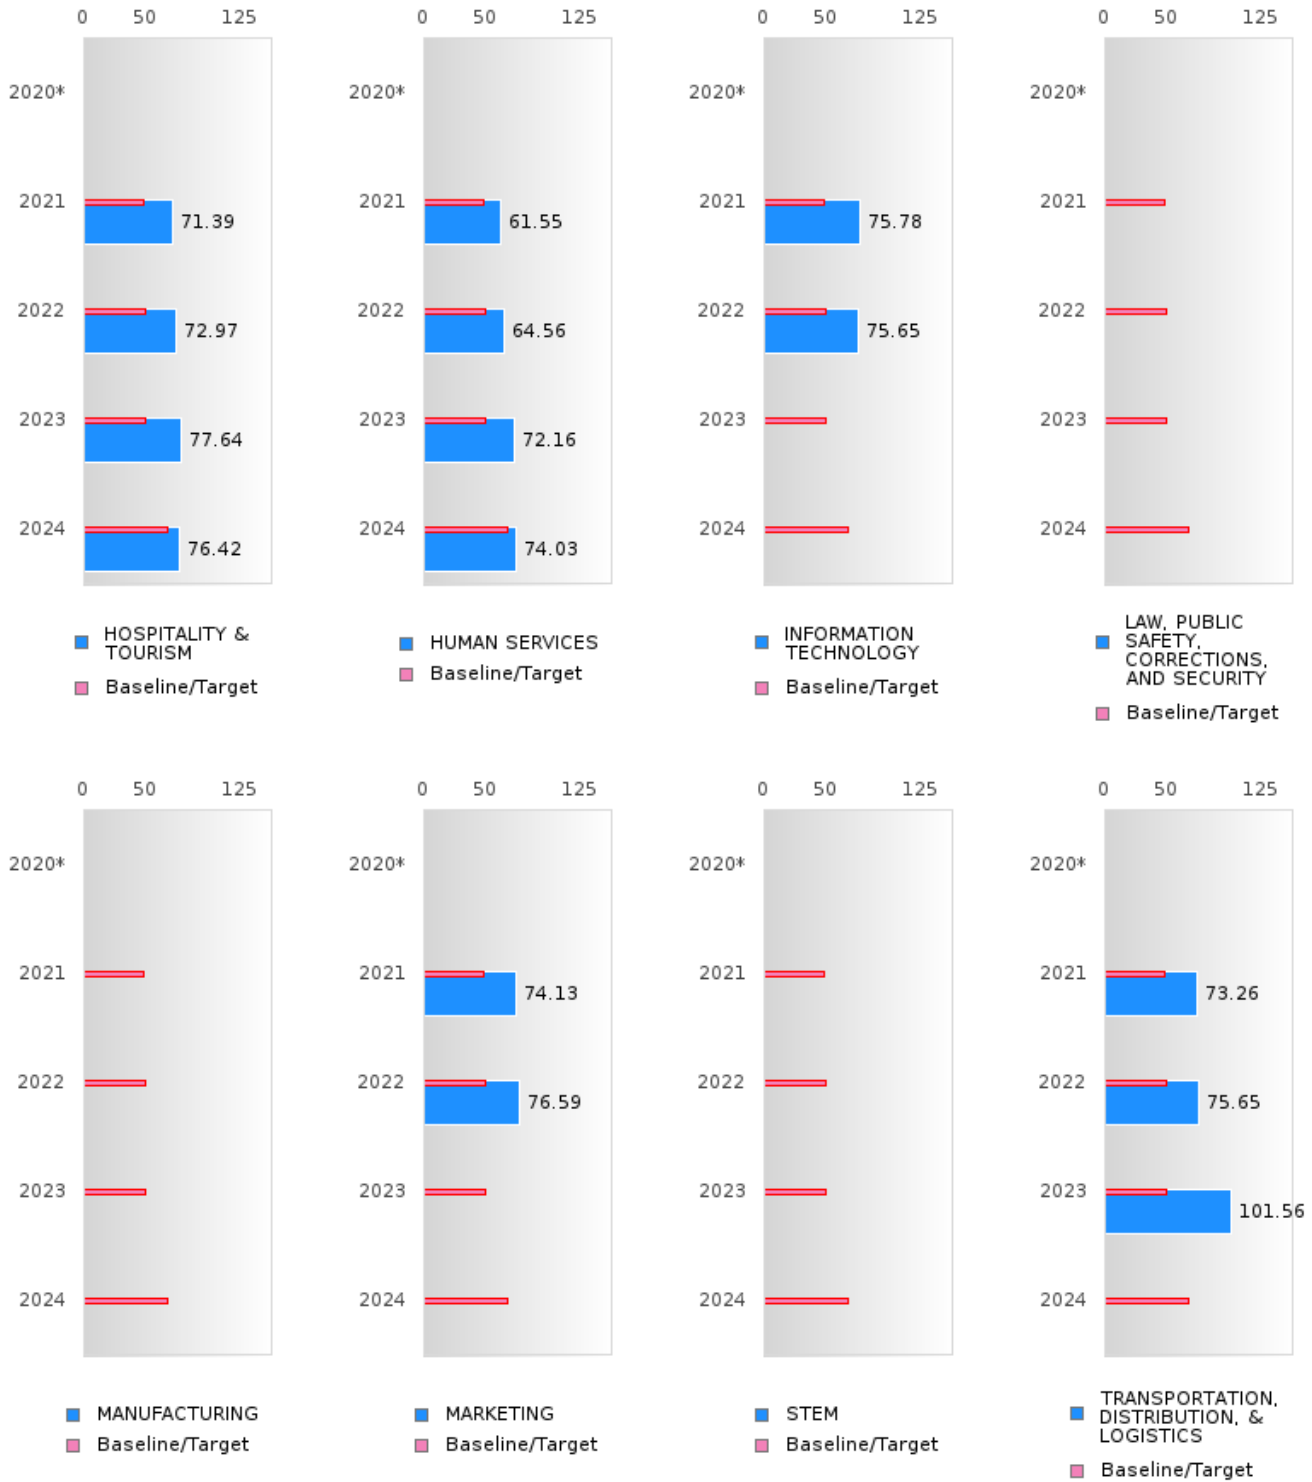 0 50 125
0 50 125
0 50 125
0 50 125
2020*
2020*
2020*
2020*
2021
71.39
2021
61.55
2021
75.78
2021
2022
72.97
2022
64.56
2022
75.65
2022
2023
77.64
2023
72.16
2023
2023
2024
76.42
2024
74.03
2024
2024
HOSPITALITY &
TOURISM
Baseline/Target
HUMAN SERVICES
Baseline/Target
INFORMATION
TECHNOLOGY
Baseline/Target
LAW, PUBLIC
SAFETY,
CORRECTIONS,
AND SECURITY
Baseline/Target
0 50 125
0 50 125
0 50 125
0 50 125
2020*
2020*
2020*
2020*
2021
2021
74.13
2021
2021
73.26
2022
2022
76.59
2022
2022
75.65
2023
2023
2023
2023
101.56
2024
2024
2024
2024
MANUFACTURING
Baseline/Target
MARKETING
Baseline/Target
STEM
Baseline/Target
TRANSPORTATION,
DISTRIBUTION, &
LOGISTICS
Baseline/Target